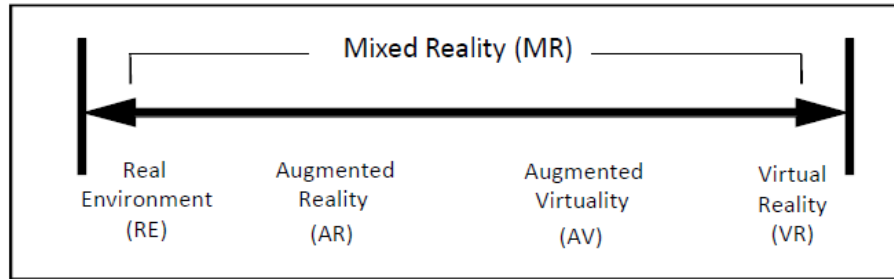 Mixed Reality (MR)
Real
Environment
(RE)
Augmented
Reality
(AR)
Augmented
Virtuality
(AV)
Virtual
Reality
(VR)